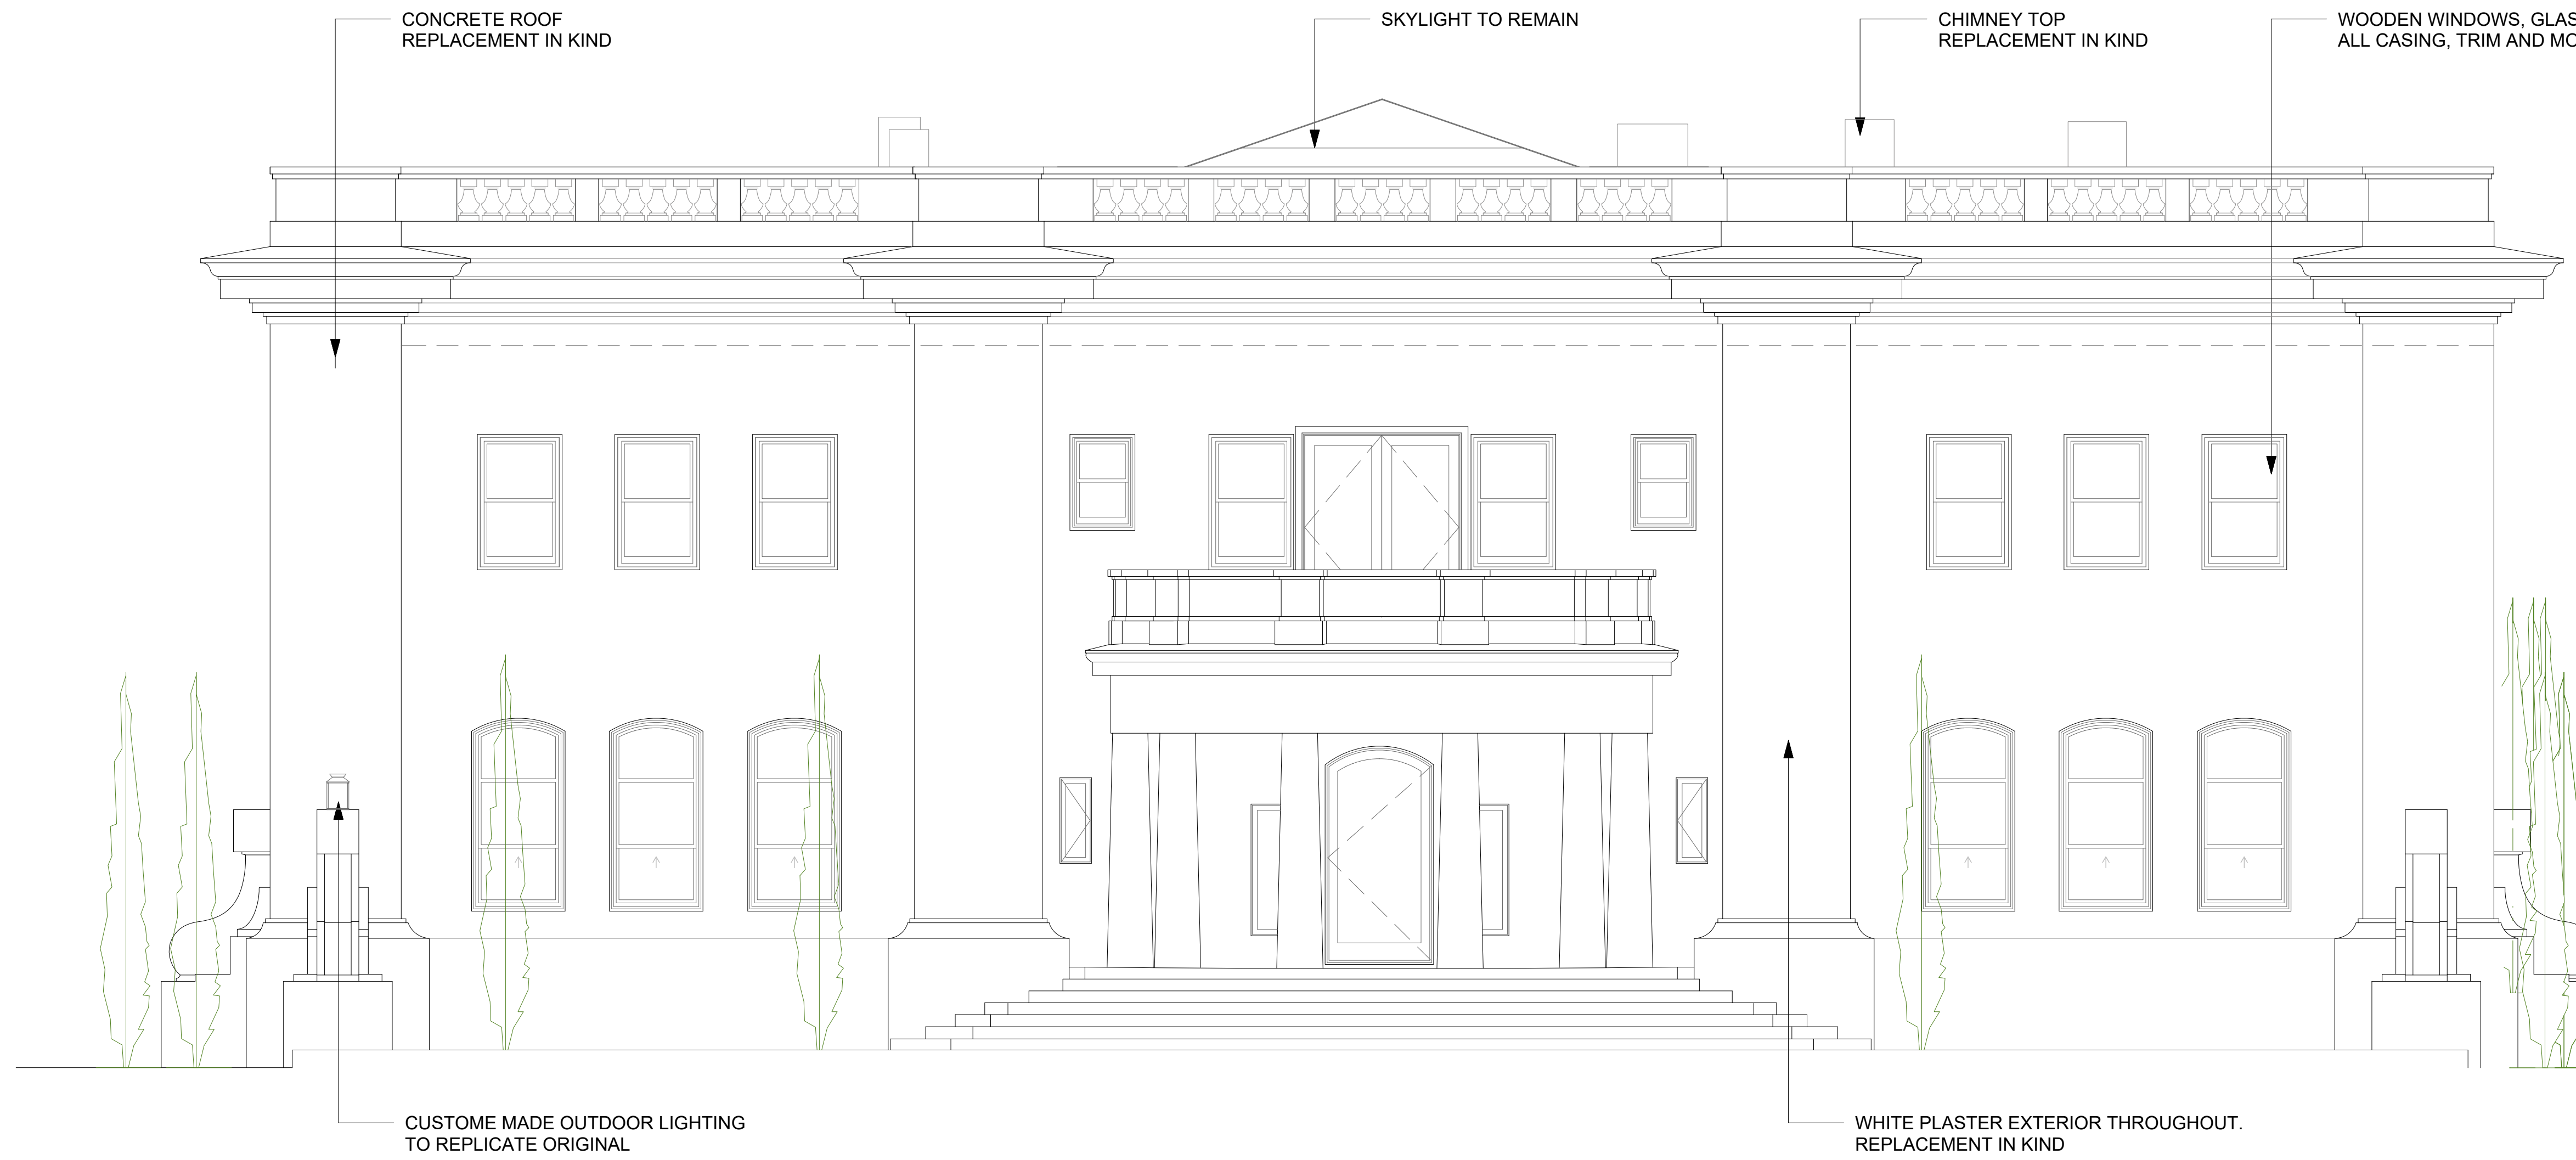 CONCRETE ROOF
REPLACEMENT IN KIND
SKYLIGHT TO REMAIN
CHIMNEY TOP
REPLACEMENT IN KIND
WOODEN WINDOWS,
ALL CASING, TRIM AND
CUSTOME MADE OUTDOOR LIGHTING
TO REPLICATE ORIGINAL
WHITE PLASTER EXTERIOR THROUGHOUT.
REPLACEMENT IN KIND